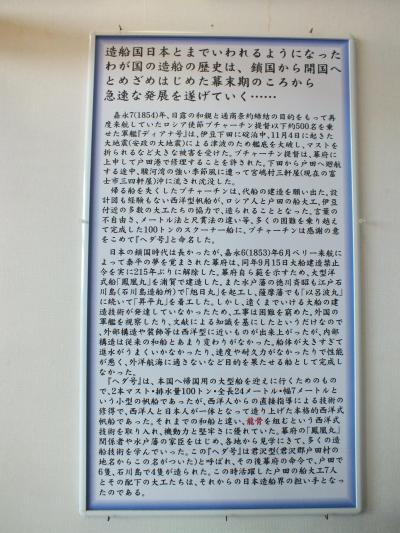 造船国日本とまでいわれるようになった
わが国の造船の歴史は、鎖国から開国へ
とめざめはじめた幕末期のころから
急速な発展を遂げていく……
嘉永7(1854)年、日露の和親と通商条約締結の目的をもって再
度来航していたロシア使節プチャーチン提督以下約500名を乗
せた軍艦『ディアナ号』は、伊豆下田に碇泊中、11月4日に起きた
大地震(安政の大地震)による津波のため船底を大破し、マスト
を折られるなど大きな被害を受けた。プチャーチン提督は、幕府に
上申して戸田港で修理することを許された。下田から戸田へ廻航
する途中、駿河湾の強い季節風に遭って宮嶋村三軒屋(現在の富
士市三四軒屋)沖に流され沈没した。
帰る船を失くしたプチャーチンは、代船の建造を願い出た。設
計図も経験もない西洋型帆船が、ロシア人と戸田の船大工、伊豆
付近の多数の大工たちの協力で、造られることとなった。言葉の
不自由さ、メートル法と尺貫法の違い等、多くの困難を乗り越え
て完成した100トンのスクーナー船に、プチャーチンは感謝の意
をこめて『ヘダ号』と命名した。
日本の鎖国時代は長かったが、嘉永6(1853)年6月ペリー来航に
よって泰平の夢を覚まされた幕府は、同年9月15日大船建造禁止
令を実に215年ぶりに解除した。幕府自ら範を示すため、大型洋
式船『鳳凰丸』を浦賀で建造した。また水戸藩の徳川斉昭も江戸石
川島(石川島造船所)で『旭日丸』を起工し、薩摩藩でも『以呂波丸』
に続いて『昇平丸』を着工した。しかし、遠くまでいける大船の建
造技術が発達していなかったため、工事は困難を窮めた。外国の
軍艦を視察したり、文献による知識を基にしたというだけなので
外部構造や装飾等は西洋型に近いものが出来上がったが、内部
構造は従来の和船とあまり変わりがなかった。船体が大きすぎて
進水がうまくいかなかったり、速度や耐久力がなかったりで性能が
悪く、外洋航海に適さないなど目的を果たせる船として完成し
なかった。
『ヘダ号』は、本国へ帰国用の大型船を迎えに行くためのもの
で、2本マスト・排水量100トン・全長24メートル・幅7メートルと
いう小型の帆船であったが、西洋人からの直接指導による技術の
修得で、西洋人と日本人が一体となって造り上げた本格的西洋式
帆船であった。それまでの和船と違い、龍骨を組むという西洋式
技術を取り入れ、機動力と堅牢さに優れていた。幕府の『鳳凰丸』
関係者や水戸藩の家臣をはじめ、各地から見学にきて、多くの造
船技術を学んでいった。この『ヘダ号』は君沢型(君沢郡戸田村の
地名からこの名がついた)と呼ばれ、その後幕府の命令で、戸田で
6隻、石川島で4隻が造られた。この時活躍した戸田の船大工7人
とその配下の大工たちは、それからの日本造船界の担い手となっ
たのである。